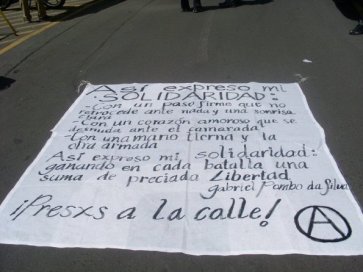 Así expreso mi
SOLIDARIDAD:
-Con un paso firme que no
retrocede ante nada y una sonrisa
clara
-Con un corazón amoroso que se
desnuda ante el camarada
-Con una mano tierna y la
otra armada
Así expreso mi solidaridad:
ganando en cada batalla una
suma de preciada Libertad
Gabriel Pombo da Silva
¡Presxs a la calle! Ⓐ